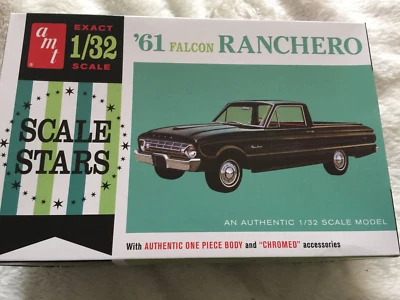 amt
EXACT
1/32
SCALE
'61 FALCON RANCHERO
SCALE
STARS
AN AUTHENTIC 1/32 SCALE MODEL
With AUTHENTIC ONE PIECE BODY and "CHROMED" accessories